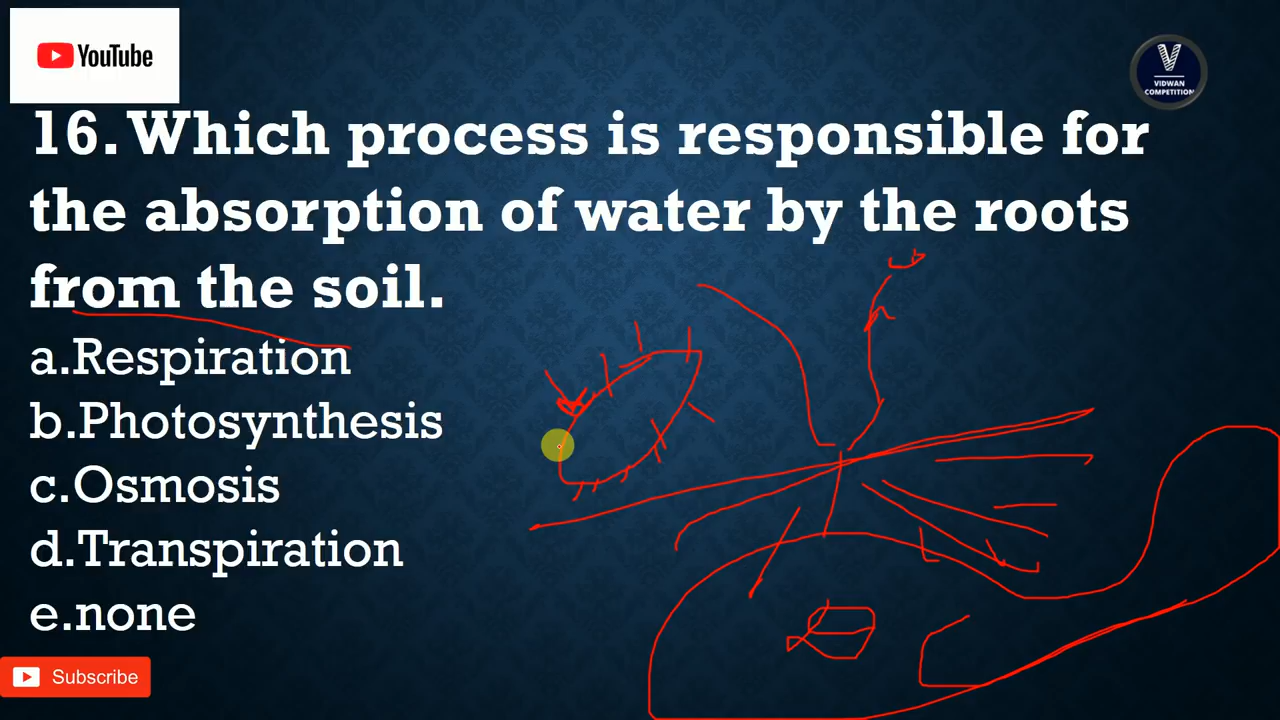 YouTube
VIDWAN
COMPETITION
16. Which process is responsible for
the absorption of water by the roots
from the soil.
a.Respiration
b.Photosynthesis
c.Osmosis
d.Transpiration
e.none
Subscribe